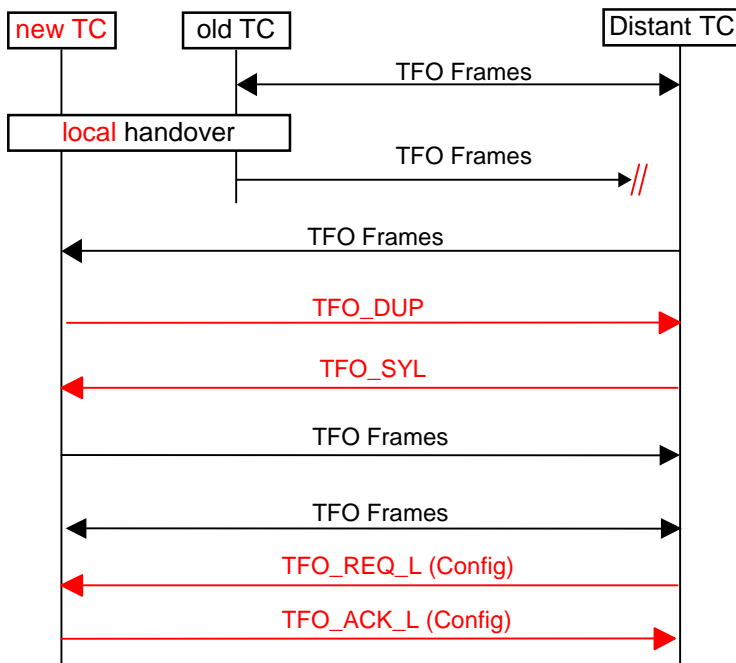 new TC
old TC
Distant TC
TFO Frames
local handover
TFO Frames
//
TFO Frames
TFO_DUP
TFO_SYL
TFO Frames
TFO Frames
TFO_REQ_L (Config)
TFO_ACK_L (Config)